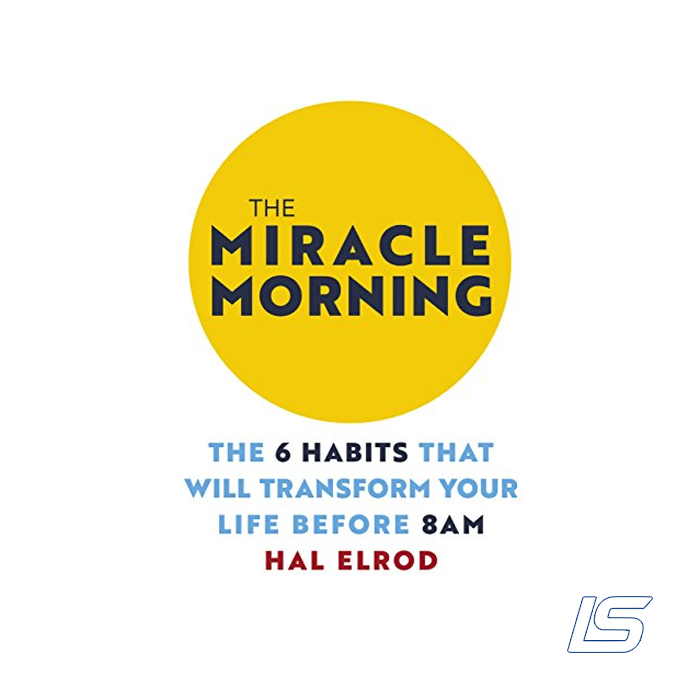 THE
MIRACLE
MORNING
THE 6 HABITS THAT
WILL TRANSFORM YOUR
LIFE BEFORE 8AM
HAL ELROD
LS